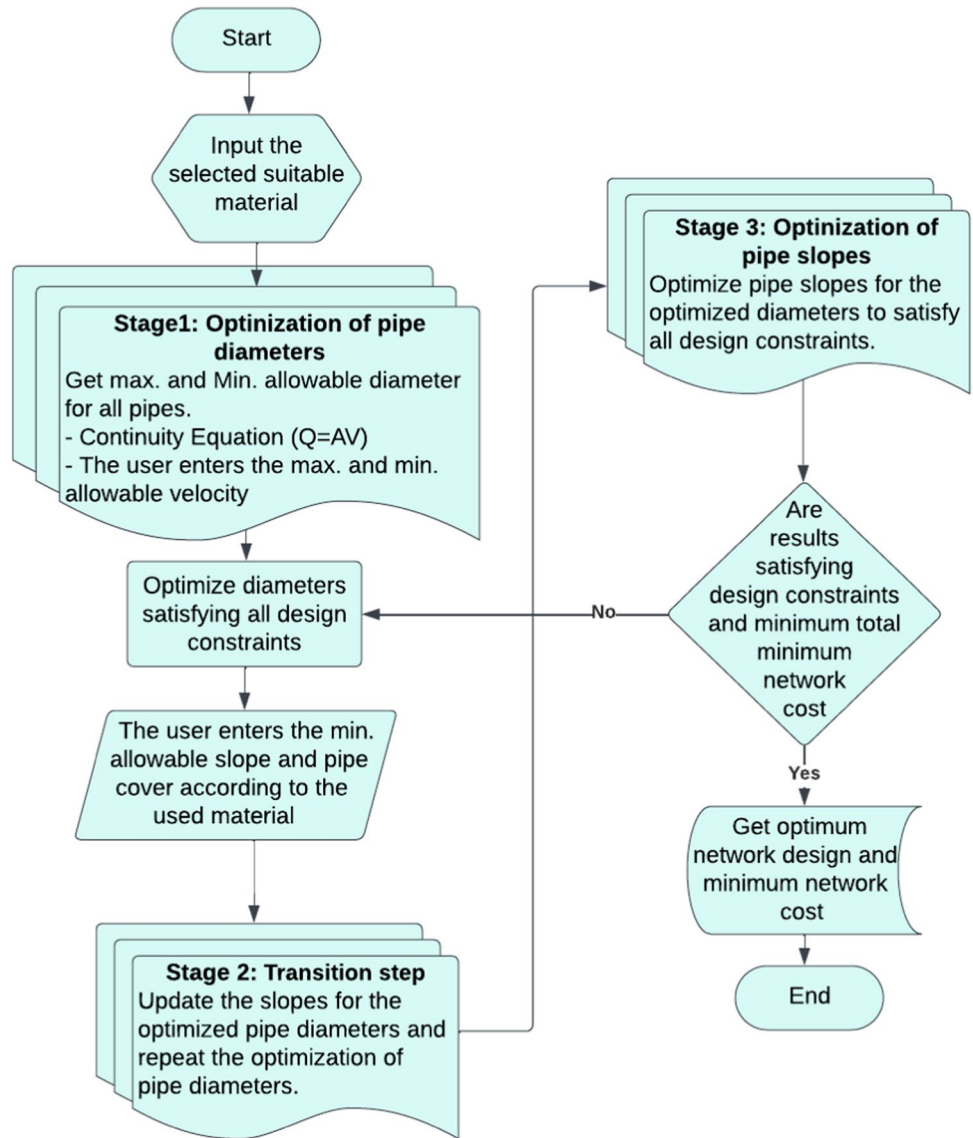 Start
Input the
selected suitable
material
Stage1: Optinization of pipe
diameters
Get max. and Min. allowable diameter
for all pipes.
- Continuity Equation (Q=AV)
- The user enters the max. and min.
allowable velocity
Optimize diameters
satisfying all design
constraints
The user enters the min.
allowable slope and pipe
cover according to the
used material
Stage 2: Transition step
Update the slopes for the
optimized pipe diameters and
repeat the optimization of
pipe diameters.
Stage 3: Optinization of
pipe slopes
Optimize pipe slopes for the
optimized diameters to satisfy
all design constraints.
Are
results
satisfying
design constraints
and minimum total
minimum
network
cost
No
Yes
Get optimum
network design and
minimum network
cost
End